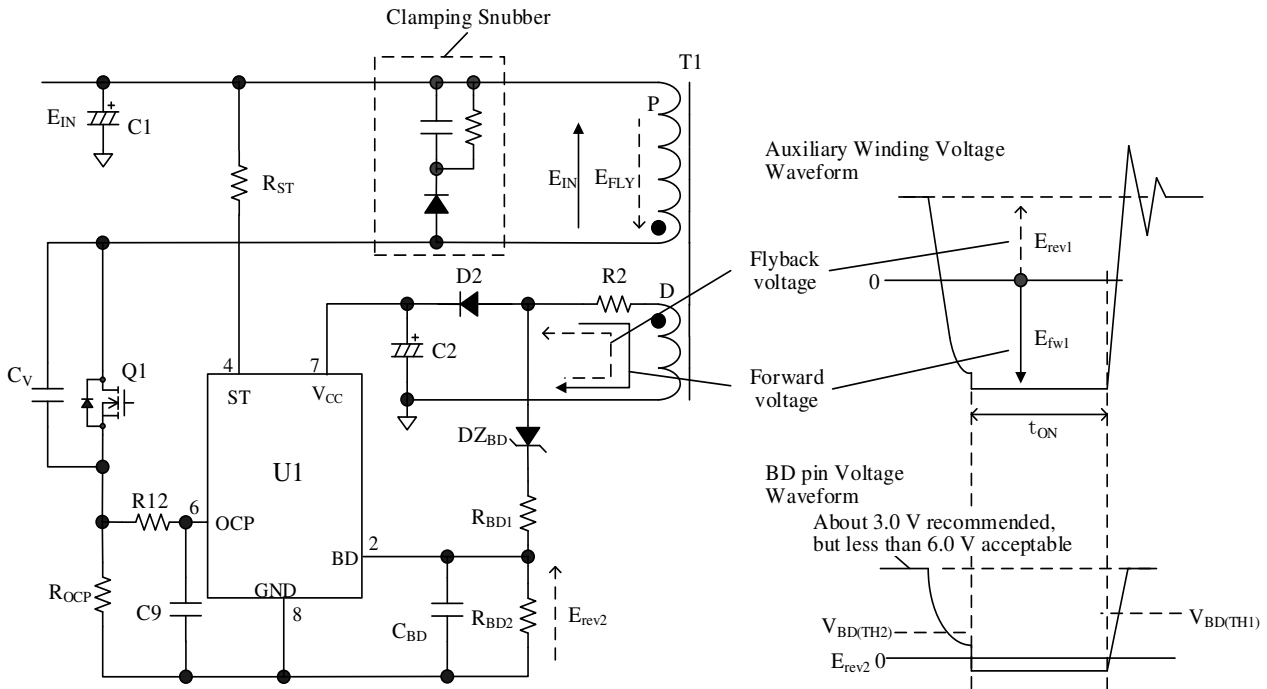 Clamping Snubber
T1
P
E_IN
C1
R_ST
E_IN
E_FLY
Auxiliary Winding Voltage
Waveform
E_rev1
Flyback
voltage
0
D2
R2
D
E_fw1
C2
Forward
voltage
C_V
Q1
4
7
ST
V_CC
t_ON
DZ_BD
U1
BD pin Voltage
Waveform
About 3.0 V recommended,
but less than 6.0 V acceptable
R12
6
OCP
R_BD1
2
BD
R_OCP
C9
GND
8
C_BD
R_BD2
E_rev2
V_BD(TH2)
V_BD(TH1)
E_rev2 0